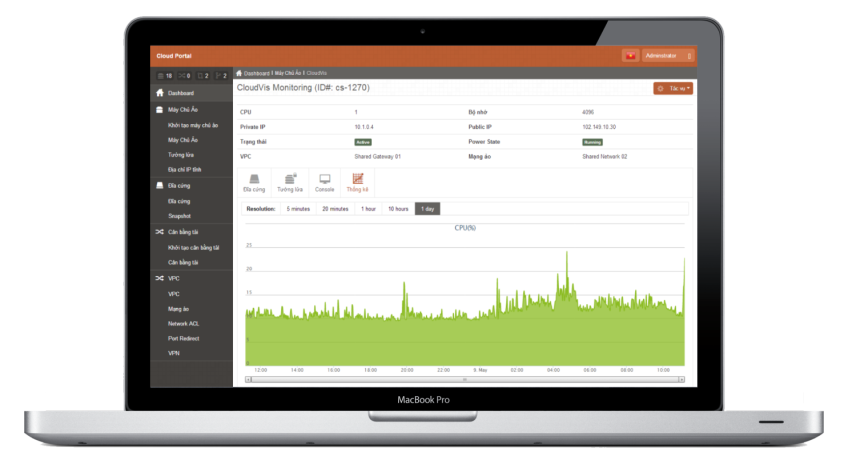 Cloud Portal
Administrator
18 0 2 2
Dashboard Máy Chủ Ảo CloudVis
Dashboard
CloudVis Monitoring (ID#: cs-1270)
Tác vụ
Máy Chủ Ảo
Khởi tạo máy chủ ảo
Máy Chủ Ảo
Tường lửa
Địa chỉ IP tĩnh
Đĩa cứng
Đĩa cứng
Snapshot
Cân bằng tải
Khởi tạo cân bằng tải
Cân bằng tải
VPC
VPC
Mạng ảo
Network ACL
Port Redirect
VPN
CPU 1 Bộ nhớ 4096
Private IP 16.1.0.4 Public IP 102.149.10.30
Trạng thái Active Power State Running
VPC Shared Gateway 01 Mạng ảo Shared Network 02
Đĩa cứng Tường lửa Console Thống kê
Resolution: 5 minutes 20 minutes 1 hour 10 hours 1 day
CPU(%)
25
20
15
5
0
12:00 14:00 16:00 18:00 20:00 22:00 02:00 04:00 06:00 08:00 10:00
MacBook Pro